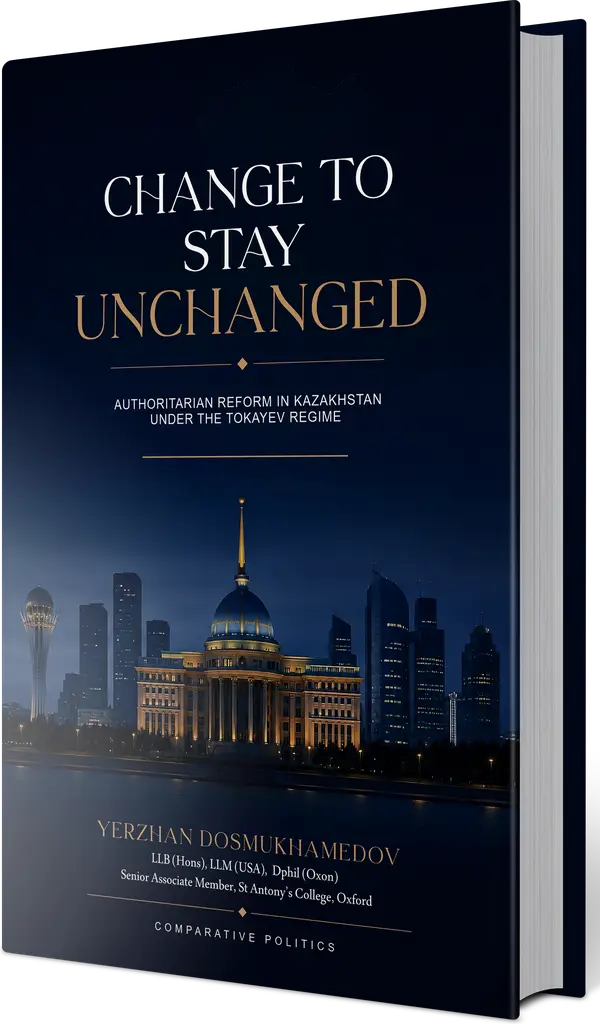 CHANGE TO
STAY
UNCHANGED
AUTHORITARIAN REFORM IN KAZAKHSTAN
UNDER THE TOKAYEV REGIME
YERZHAN DOSMUKHAMEDOV
LLB (Hons), LLM (USA), Dphil (Oxon)
Senior Associate Member, St Antony's College, Oxford
COMPARATIVE POLITICS